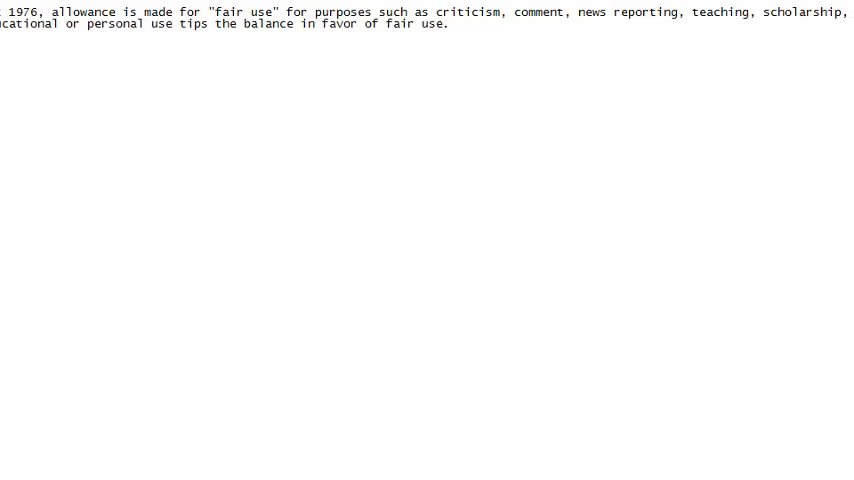 1976, allowance is made for "fair use" for purposes such as criticism, comment, news reporting, teaching, scholarship,
or personal use tips the balance in favor of fair use.